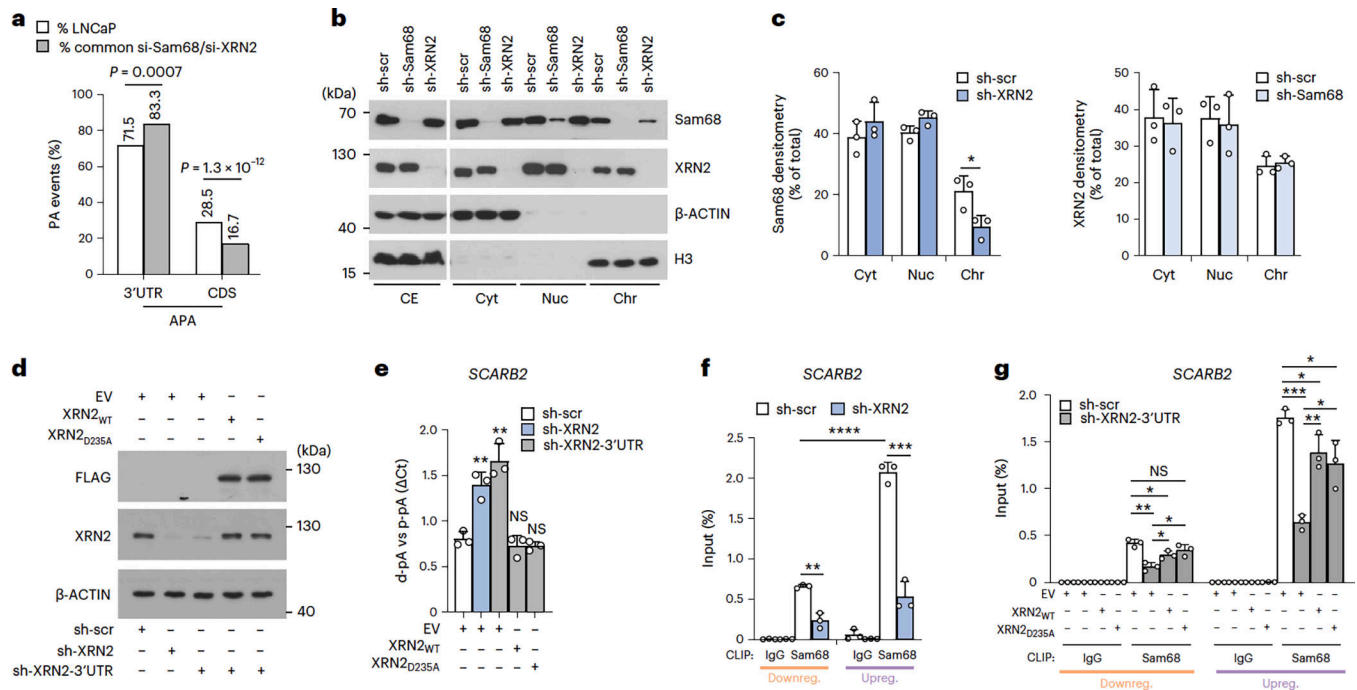 a
% LNCaP
% common si-Sam68/si-XRN2
P = 0.0007
PA events (%)
100
80
60
40
20
0
71.5
83.3
P = 1.3 × 10⁻¹²
28.5
16.7
3'UTR
CDS
APA
b
sh-scr
sh-Sam68
sh-XRN2
sh-scr
sh-Sam68
sh-XRN2
sh-scr
sh-Sam68
sh-XRN2
sh-scr
sh-Sam68
sh-XRN2
(kDa)
70
Sam68
130
XRN2
β-ACTIN
40
H3
15
CE
Cyt
Nuc
Chr
c
Sam68 densitometry
(% of total)
60
40
20
0
sh-scr
sh-XRN2
*
Cyt
Nuc
Chr
XRN2 densitometry
(% of total)
50
40
30
20
10
0
sh-scr
sh-Sam68
Cyt
Nuc
Chr
d
EV + + + – –
XRN2WT – – – + –
XRN2D235A – – – – +
(kDa)
FLAG
130
XRN2
130
β-ACTIN
40
sh-scr + – – – –
sh-XRN2 – + – – –
sh-XRN2-3'UTR – – + + +
e
SCARB2
sh-scr
sh-XRN2
sh-XRN2-3'UTR
d-pA vs p-pA (ΔCt)
2.0
1.5
1.0
0.5
0
**
**
NS
NS
EV + + + – –
XRN2WT – – – + –
XRN2D235A – – – – +
f
SCARB2
sh-scr
sh-XRN2
Input (%)
2.5
2.0
1.5
1.0
0.5
0
****
**
***
CLIP: IgG Sam68 IgG Sam68
Downreg.
Upreg.
g
SCARB2
sh-scr
sh-XRN2-3'UTR
Input (%)
2.0
1.5
1.0
0.5
0
NS
*
**
*
*
*
*
***
*
**
EV + + – – + + – – + + – – + + – –
XRN2WT – – + – – – + – – – + – – – + –
XRN2D235A – – – + – – – + – – – + – – – +
CLIP: IgG Sam68 IgG Sam68
Downreg.
Upreg.